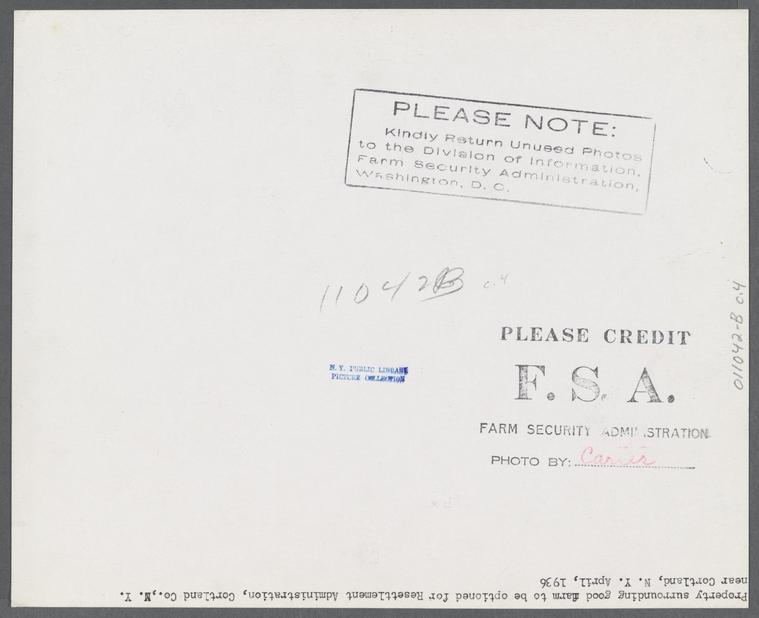 PLEASE NOTE:
Kindly Return Unused Photos
to the Division of Information,
Farm Security Administration,
Washington, D. C.
11042B c.4
011042-B c.4
PLEASE CREDIT
F. S. A.
N.Y. PUBLIC LIBRARY
PICTURE COLLECTION
FARM SECURITY ADMINISTRATION
PHOTO BY: Carter
Property surrounding good farm to be optioned for Resettlement Administration, Cortland Co., N. Y.
near Cortland, N. Y. April, 1936